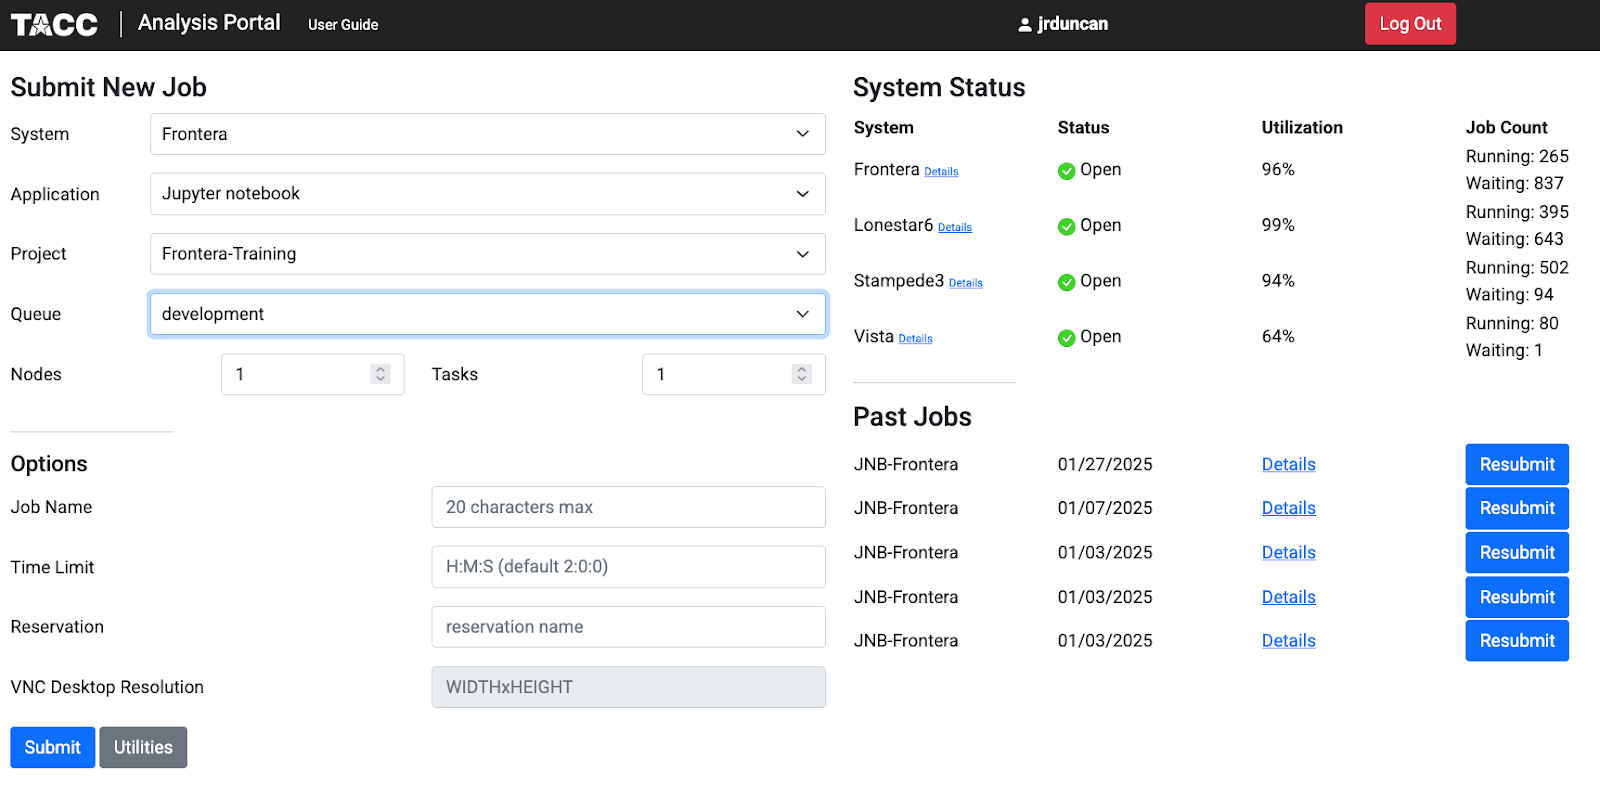 TACC
Analysis Portal
User Guide
jrduncan
Log Out
Submit New Job
System
Frontera
Application
Jupyter notebook
Project
Frontera-Training
Queue
development
Nodes
1
Tasks
1
Options
Job Name
20 characters max
Time Limit
H:M:S (default 2:0:0)
Reservation
reservation name
VNC Desktop Resolution
WIDTHxHEIGHT
Submit
Utilities
System Status
System
Status
Utilization
Job Count
Frontera Details
Open
96%
Running: 265
Waiting: 837
Lonestar6 Details
Open
99%
Running: 395
Waiting: 643
Stampede3 Details
Open
94%
Running: 502
Waiting: 94
Vista Details
Open
64%
Running: 80
Waiting: 1
Past Jobs
JNB-Frontera
01/27/2025
Details
Resubmit
JNB-Frontera
01/07/2025
Details
Resubmit
JNB-Frontera
01/03/2025
Details
Resubmit
JNB-Frontera
01/03/2025
Details
Resubmit
JNB-Frontera
01/03/2025
Details
Resubmit